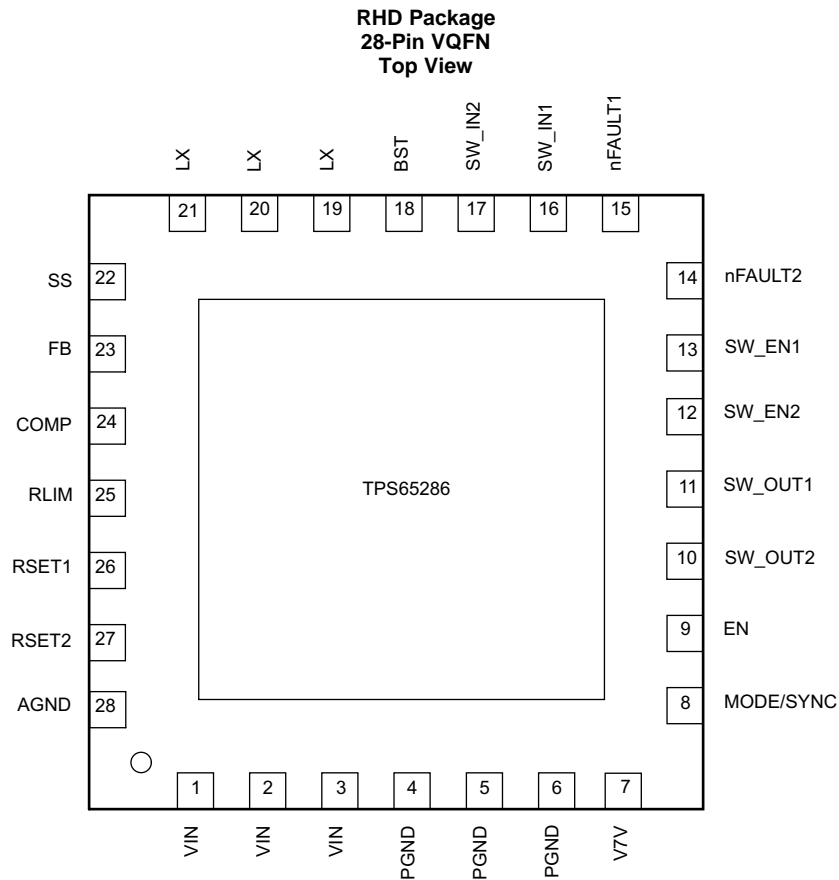 RHD Package
28-Pin VQFN
Top View
LX
LX
LX
BST
SW_IN2
SW_IN1
nFAULT1
21
20
19
18
17
16
15
SS
22
14
nFAULT2
FB
23
13
SW_EN1
COMP
24
12
SW_EN2
RLIM
25
TPS65286
11
SW_OUT1
RSET1
26
10
SW_OUT2
RSET2
27
9
EN
AGND
28
8
MODE/SYNC
1
2
3
4
5
6
7
VIN
VIN
VIN
PGND
PGND
PGND
V7V